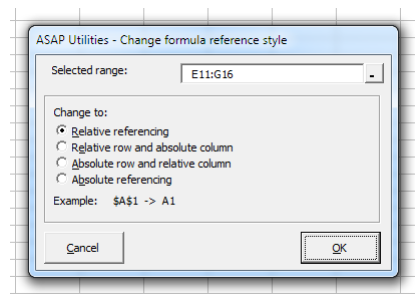 ASAP Utilities - Change formula reference style
Selected range: E11:G16 -
Change to:
Relative referencing
Relative row and absolute column
Absolute row and relative column
Absolute referencing
Example: $A$1 -> A1
Cancel OK